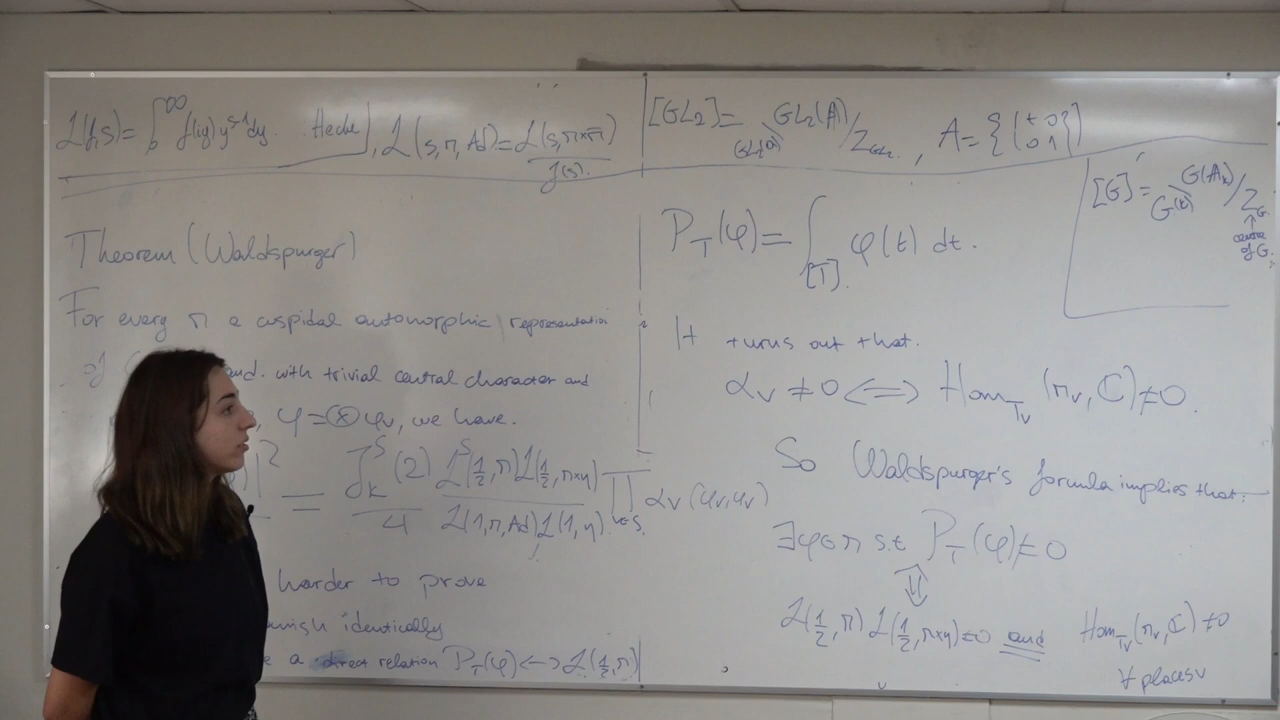 L(f,s) = ∫₀^∞ f(iy) y^{s-1} dy . Hecke , L(s,π,Ad) = L(s,π×π̃) / ζ(s).
[GL₂] = GL₂(𝔸) / Z_{GL₂} , A = {(t 0 / 0 1)}
[G] = G(k)\G(𝔸_k)/Z_G.
↑
centre
of G.
Theorem (Waldspurger)
For every π a cuspidal automorphic representation
of and. with trivial central character and
φ = ⊗ φ_v, we have.
|² = ζ_k^S(2) / 4 L^S(1/2,π) L(1/2,π×η) / L(1,π,Ad) L(1,η) ∏_{v∈S} α_v(φ_v,φ_v)
harder to prove
identically
a direct relation P_T(φ) <-> L(1/2,π)
P_T(φ) = ∫_{[T]} φ(t) dt.
It turns out that.
α_v ≠ 0 <=> Hom_{T_v}(π_v, ℂ) ≠ 0.
So Waldspurger's formula implies that:
∃φ∈π s.t P_T(φ) ≠ 0
⇕
L(1/2,π) L(1/2,π×η) ≠ 0 and Hom_{T_v}(π_v, ℂ) ≠ 0
∀ places v